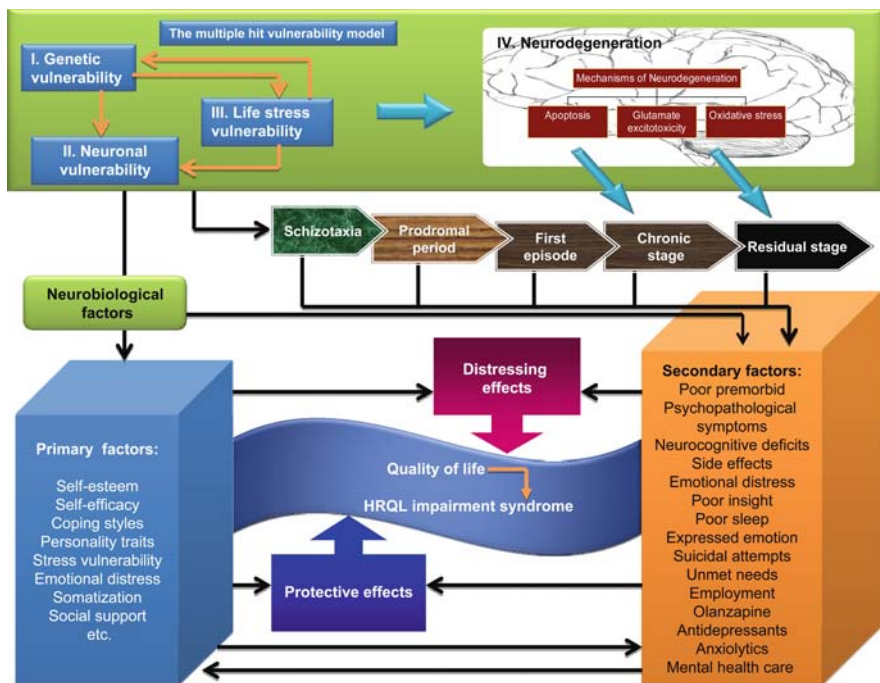 The multiple hit vulnerability model
I. Genetic
vulnerability
III. Life stress
vulnerability
II. Neuronal
vulnerability
IV. Neurodegeneration
Mechanisms of Neurodegeneration
Apoptosis
Glutamate
excitotoxicity
Oxidative stress
Schizotaxia
Prodromal
period
First
episode
Chronic
stage
Residual stage
Neurobiological
factors
Primary factors:
Self-esteem
Self-efficacy
Coping styles
Personality traits
Stress vulnerability
Emotional distress
Somatization
Social support
etc.
Distressing
effects
Quality of life
HRQL impairment syndrome
Protective effects
Secondary factors:
Poor premorbid
Psychopathological
symptoms
Neurocognitive deficits
Side effects
Emotional distress
Poor insight
Poor sleep
Expressed emotion
Suicidal attempts
Unmet needs
Employment
Olanzapine
Antidepressants
Anxiolytics
Mental health care